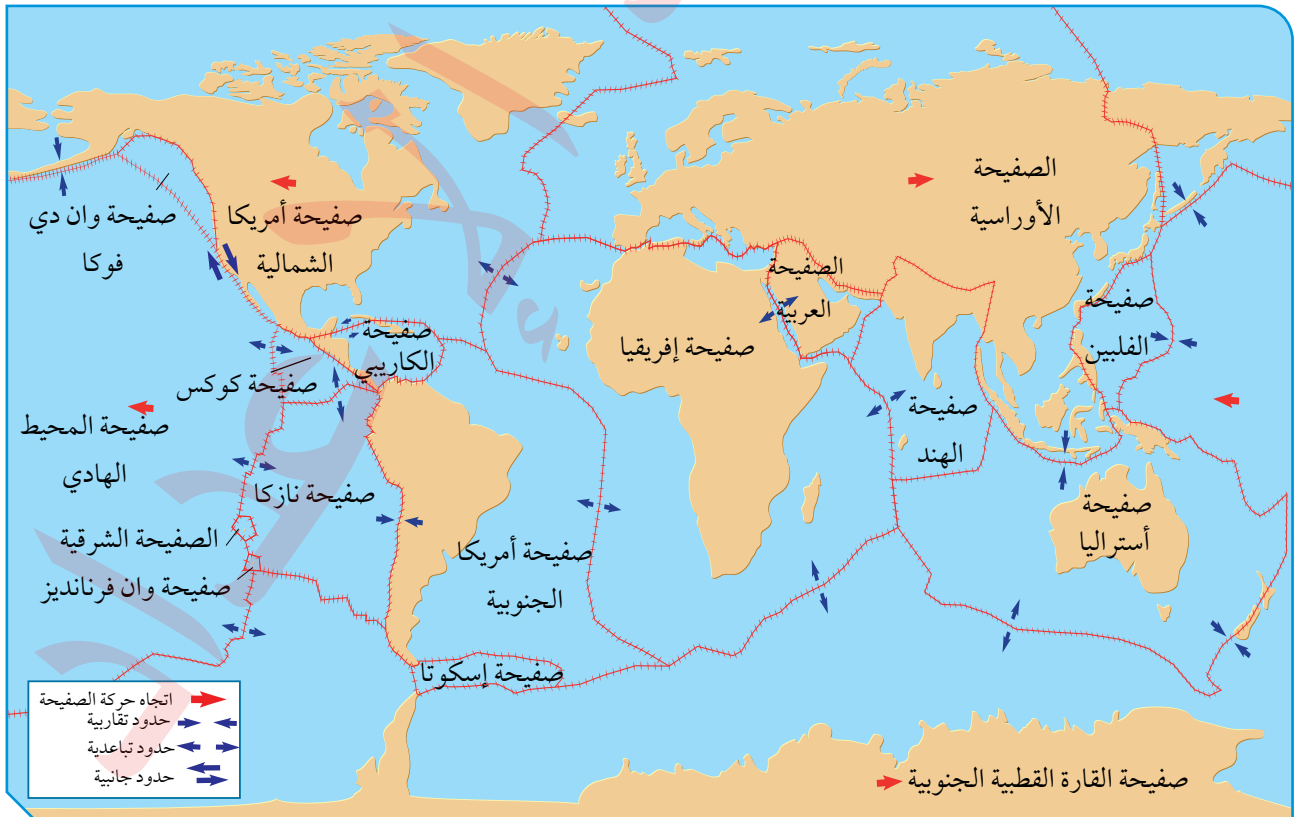 الصفيحة
الأوراسية
صفيحة أمريكا
الشمالية
صفيحة وان دي
فوكا
الصفيحة
العربية
صفيحة
الفلبين
صفيحة
الكاريبي
صفيحة إفريقيا
صفيحة كوكس
صفيحة
الهند
صفيحة المحيط
الهادي
صفيحة نازكا
صفيحة
أستراليا
الصفيحة الشرقية
صفيحة أمريكا
الجنوبية
صفيحة وان فرنانديز
صفيحة إسكوتا
صفيحة القارة القطبية الجنوبية
اتجاه حركة الصفيحة
حدود تقاربية
حدود تباعدية
حدود جانبية